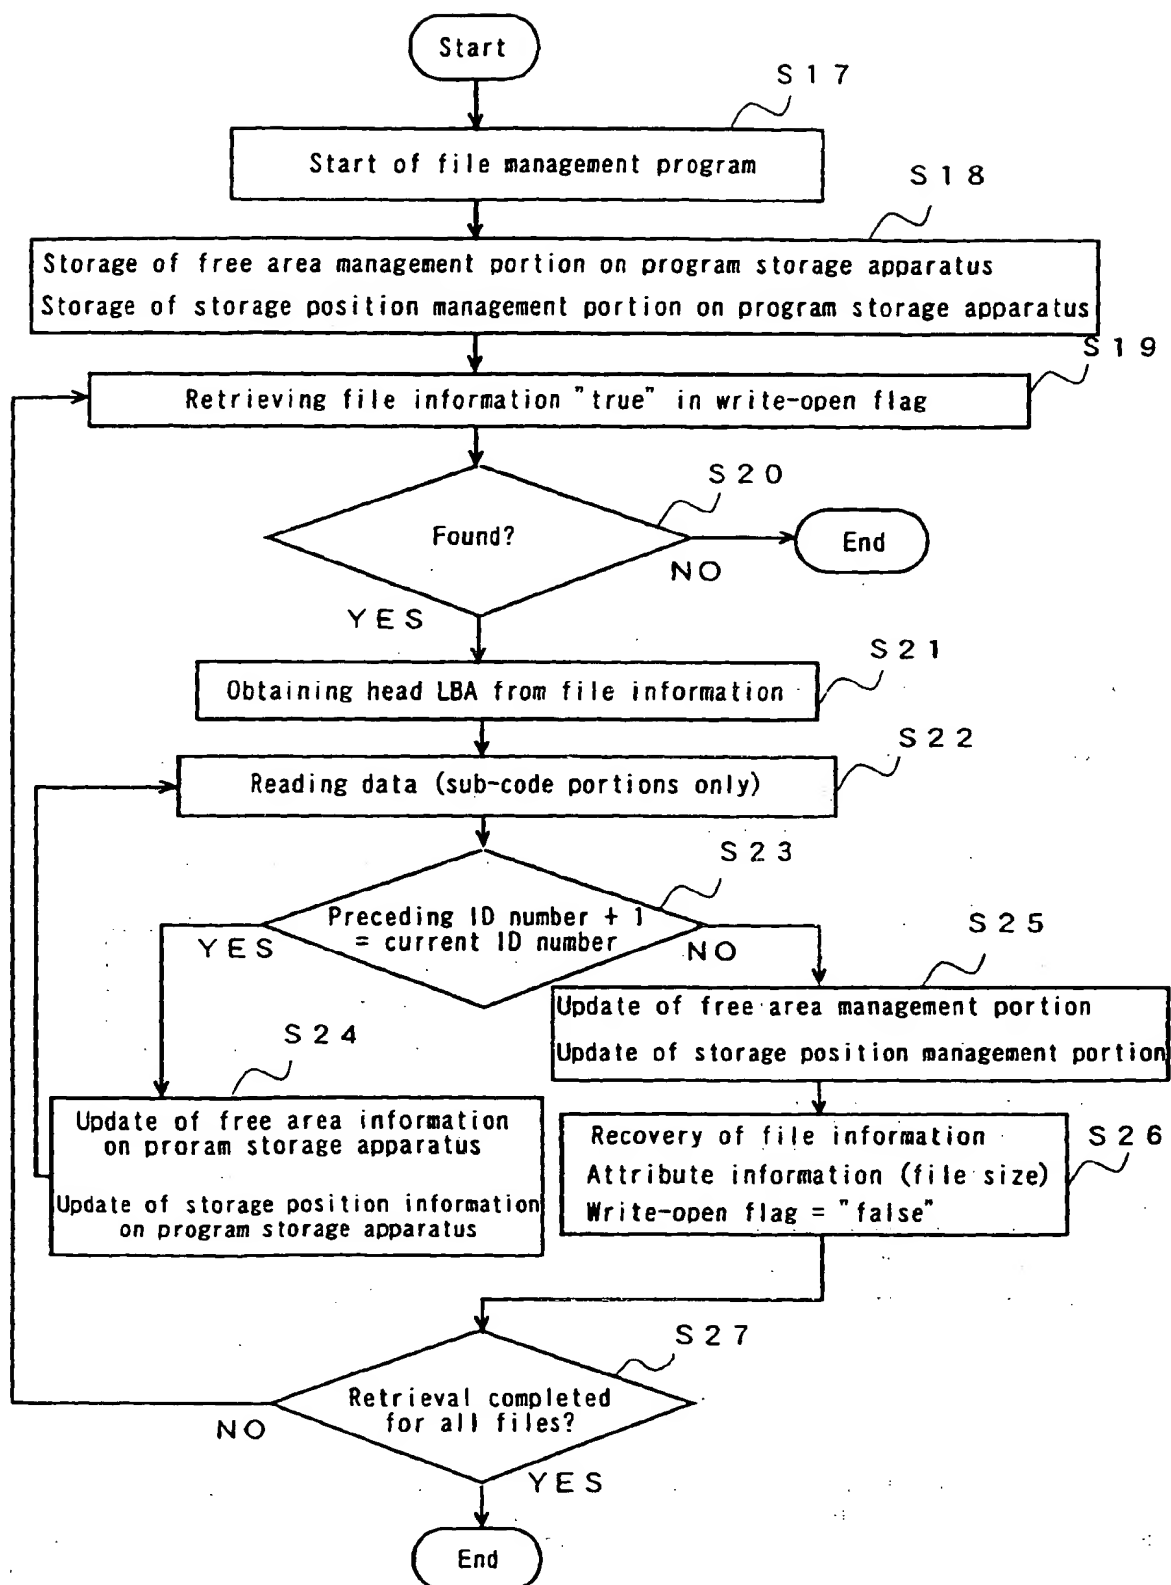 Start
S17
Start of file management program
S18
Storage of free area management portion on program storage apparatus
Storage of storage position management portion on program storage apparatus
S19
Retrieving file information "true" in write-open flag
S20
Found?
End
NO
YES
S21
Obtaining head LBA from file information
S22
Reading data (sub-code portions only)
S23
Preceding ID number + 1
= current ID number
YES
NO
S25
Update of free area management portion
Update of storage position management portion
S24
Update of free area information
on proram storage apparatus
Update of storage position information
on program storage apparatus
Recovery of file information
Attribute information (file size)
Write-open flag = "false"
S26
S27
Retrieval completed
for all files?
NO
YES
End